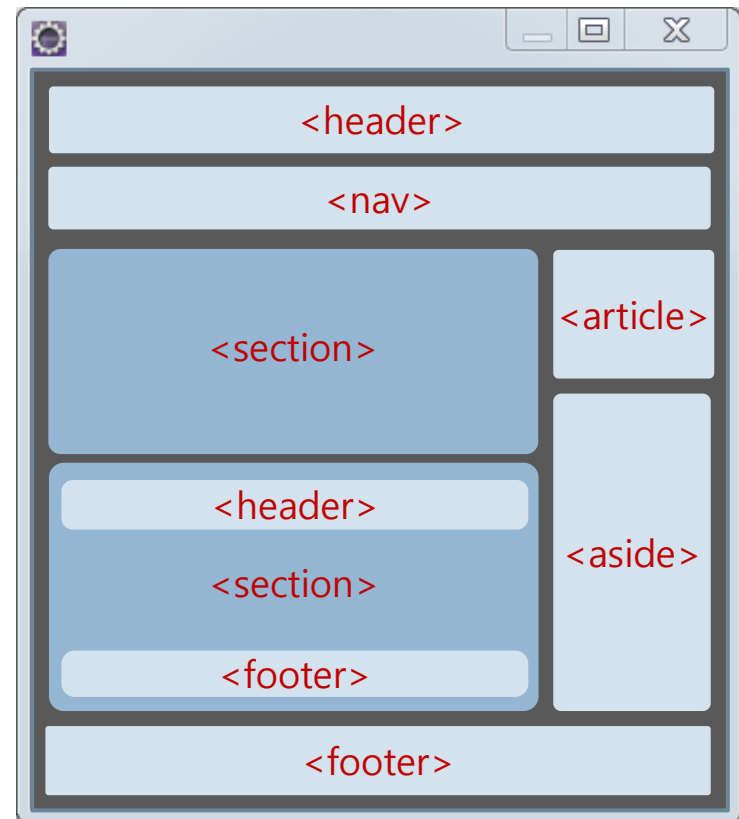 <header>
<nav>
<section>
<article>
<header>
<section>
<footer>
<aside>
<footer>